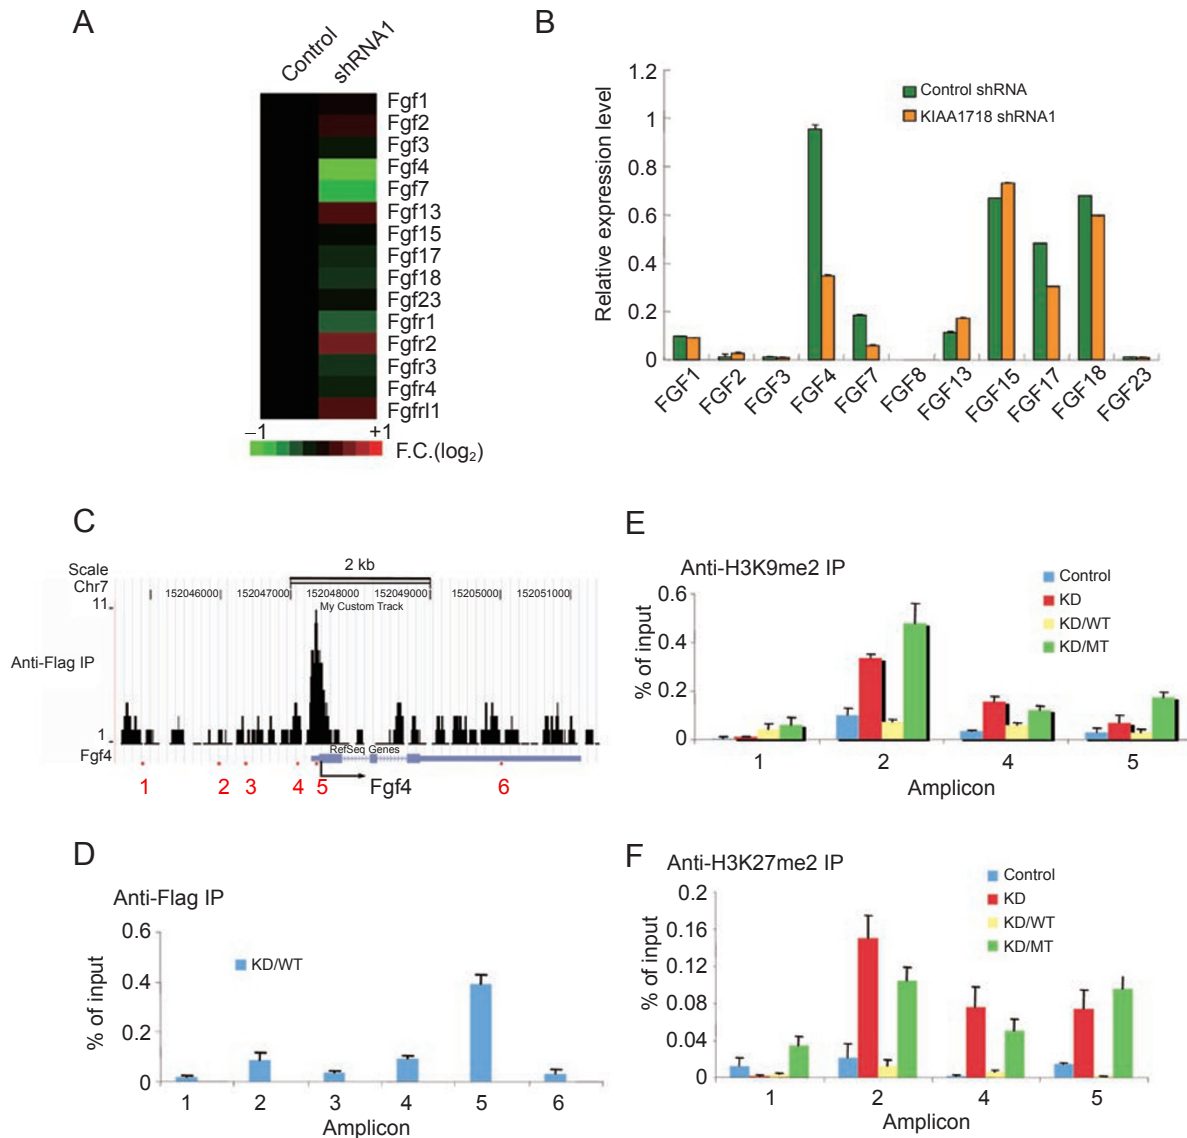 A
Control
shRNA1
Fgf1
Fgf2
Fgf3
Fgf4
Fgf7
Fgf13
Fgf15
Fgf17
Fgf18
Fgf23
Fgfr1
Fgfr2
Fgfr3
Fgfr4
Fgfrl1
−1
+1
F.C.(log₂)
B
Relative expression level
1.2
1
0.8
0.6
0.4
0.2
0
Control shRNA
KIAA1718 shRNA1
FGF1
FGF2
FGF3
FGF4
FGF7
FGF8
FGF13
FGF15
FGF17
FGF18
FGF23
C
Scale
Chr7
2 kb
152046000
152047000
152048000
152049000
152050000
152051000
My Custom Track
11
Anti-Flag IP
1
RefSeq Genes
Fgf4
1 2 3 4 5 6
Fgf4
D
Anti-Flag IP
% of input
0.6
0.4
0.2
0
KD/WT
1 2 3 4 5 6
Amplicon
E
Anti-H3K9me2 IP
% of input
0.6
0.4
0.2
0
Control
KD
KD/WT
KD/MT
1 2 4 5
Amplicon
F
Anti-H3K27me2 IP
% of input
0.2
0.16
0.12
0.08
0.04
0
Control
KD
KD/WT
KD/MT
1 2 4 5
Amplicon